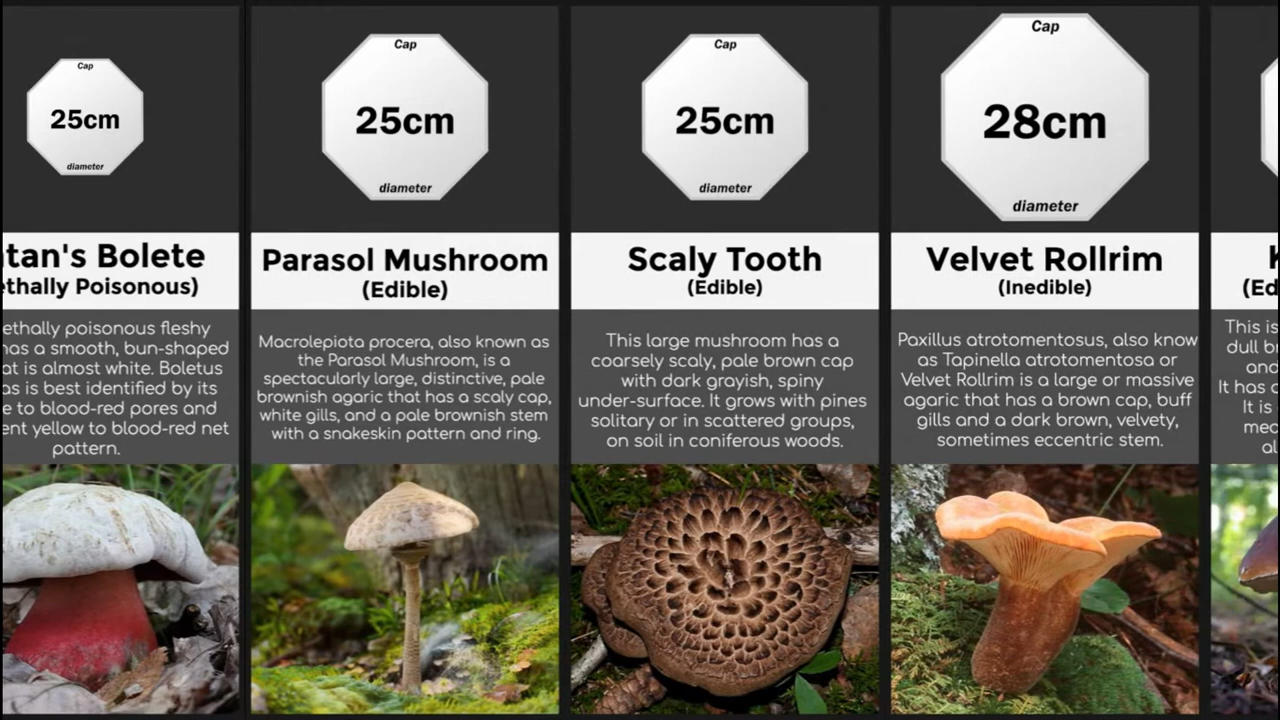 Cap
25cm
diameter
tan's Bolete
ethally Poisonous)
ethally poisonous fleshy
has a smooth, bun-shaped
at is almost white. Boletus
as is best identified by its
e to blood-red pores and
ent yellow to blood-red net
pattern.
Cap
25cm
diameter
Parasol Mushroom
(Edible)
Macrolepiota procera, also known as
the Parasol Mushroom, is a
spectacularly large, distinctive, pale
brownish agaric that has a scaly cap,
white gills, and a pale brownish stem
with a snakeskin pattern and ring.
Cap
25cm
diameter
Scaly Tooth
(Edible)
This large mushroom has a
coarsely scaly, pale brown cap
with dark grayish, spiny
under-surface. It grows with pines
solitary or in scattered groups,
on soil in coniferous woods.
Cap
28cm
diameter
Velvet Rollrim
(Inedible)
Paxillus atrotomentosus, also know
as Tapinella atrotomentosa or
Velvet Rollrim is a large or massive
agaric that has a brown cap, buff
gills and a dark brown, velvety,
sometimes eccentric stem.
K
(Ed
This is
dull br
and
It has
It is
mec
al